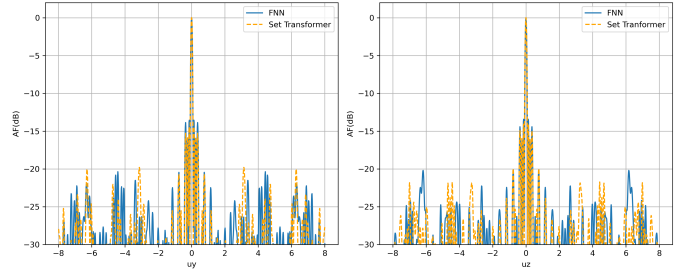 0
−5
−10
−15
−20
−25
−30
AF(dB)
−8 −6 −4 −2 0 2 4 6 8
uy
FNN
Set Transformer
0
−5
−10
−15
−20
−25
−30
AF(dB)
−8 −6 −4 −2 0 2 4 6 8
uz
FNN
Set Tranformer